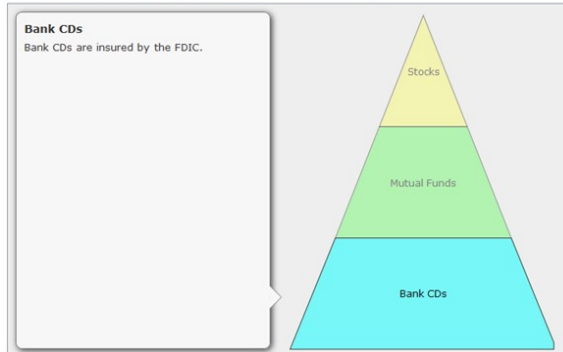 Bank CDs
Bank CDs are insured by the FDIC.
Stocks
Mutual Funds
Bank CDs